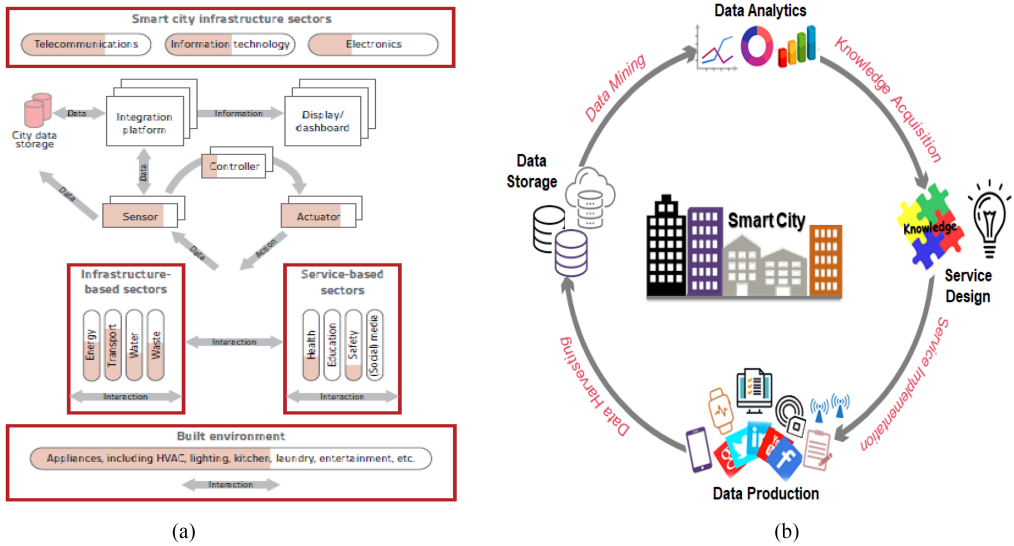 Smart city infrastructure sectors
Telecommunications
Information technology
Electronics
Data
Integration
platform
Information
Display/
dashboard
City data
storage
Controller
Data
Data
Sensor
Actuator
Data
Action
Infrastructure-
based sectors
Energy
Transport
Water
Waste
Interaction
Interaction
Service-based
sectors
Health
Education
Safety
(Social) media
Interaction
Built environment
Appliances, including HVAC, lighting, kitchen, laundry, entertainment, etc.
Interaction
(a)
Data Analytics
Data Mining
Knowledge Acquisition
Data
Storage
Smart City
Knowledge
Service
Design
Data Harvesting
Service Implementation
Data Production
(b)